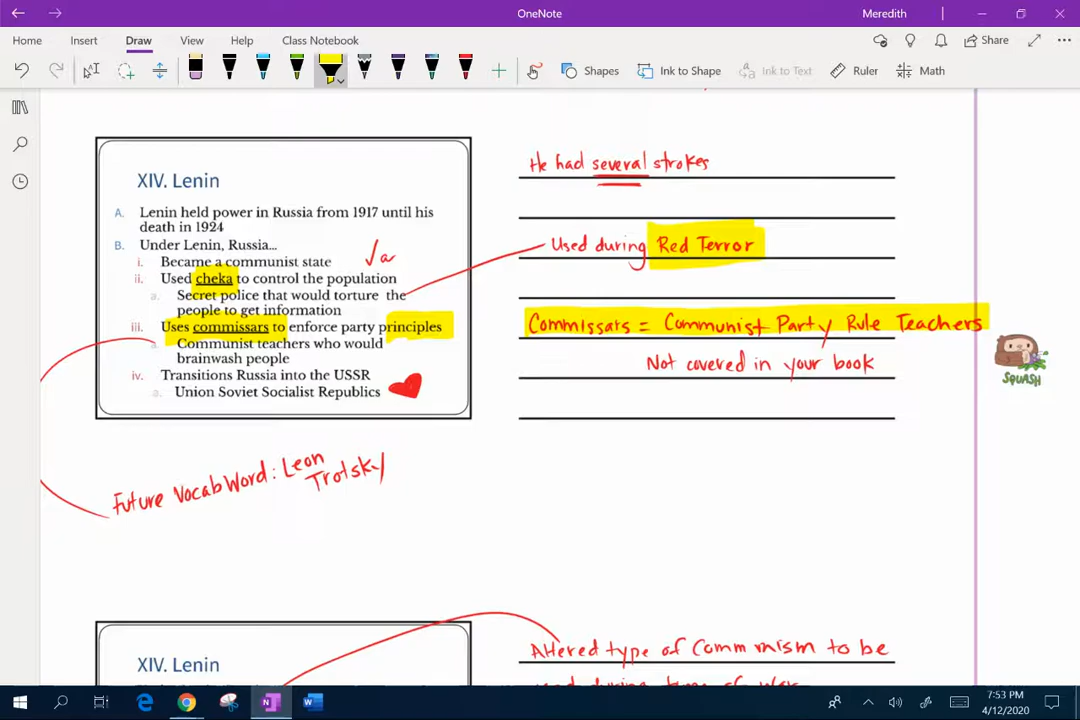 OneNote
Meredith
Home Insert Draw View Help Class Notebook
Share
Shapes Ink to Shape Ink to Text Ruler Math
XIV. Lenin
A. Lenin held power in Russia from 1917 until his
death in 1924
B. Under Lenin, Russia...
i. Became a communist state
ii. Used cheka to control the population
a. Secret police that would torture the
people to get information
iii. Uses commissars to enforce party principles
a. Communist teachers who would
brainwash people
iv. Transitions Russia into the USSR
a. Union Soviet Socialist Republics
He had several strokes
Used during Red Terror
Commissars = Communist Party Rule Teachers
Not covered in your book
SQUASH
Future Vocab Word: Leon
Trotsky
XIV. Lenin
Altered type of Commmism to be
7:53 PM
4/12/2020